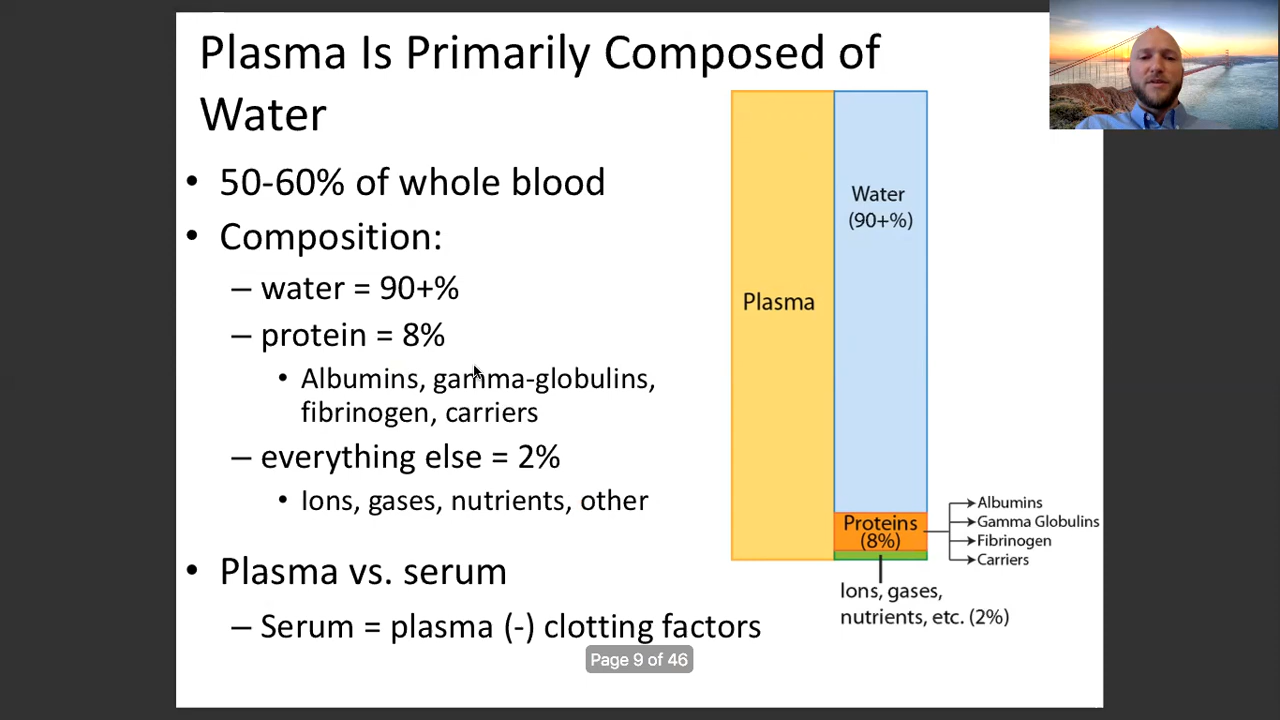 Plasma Is Primarily Composed of
Water
• 50-60% of whole blood
• Composition:
– water = 90+%
– protein = 8%
• Albumins, gamma-globulins,
fibrinogen, carriers
– everything else = 2%
• Ions, gases, nutrients, other
• Plasma vs. serum
– Serum = plasma (-) clotting factors
Plasma
Water
(90+%)
Proteins
(8%)
Albumins
Gamma Globulins
Fibrinogen
Carriers
Ions, gases,
nutrients, etc. (2%)
Page 9 of 46